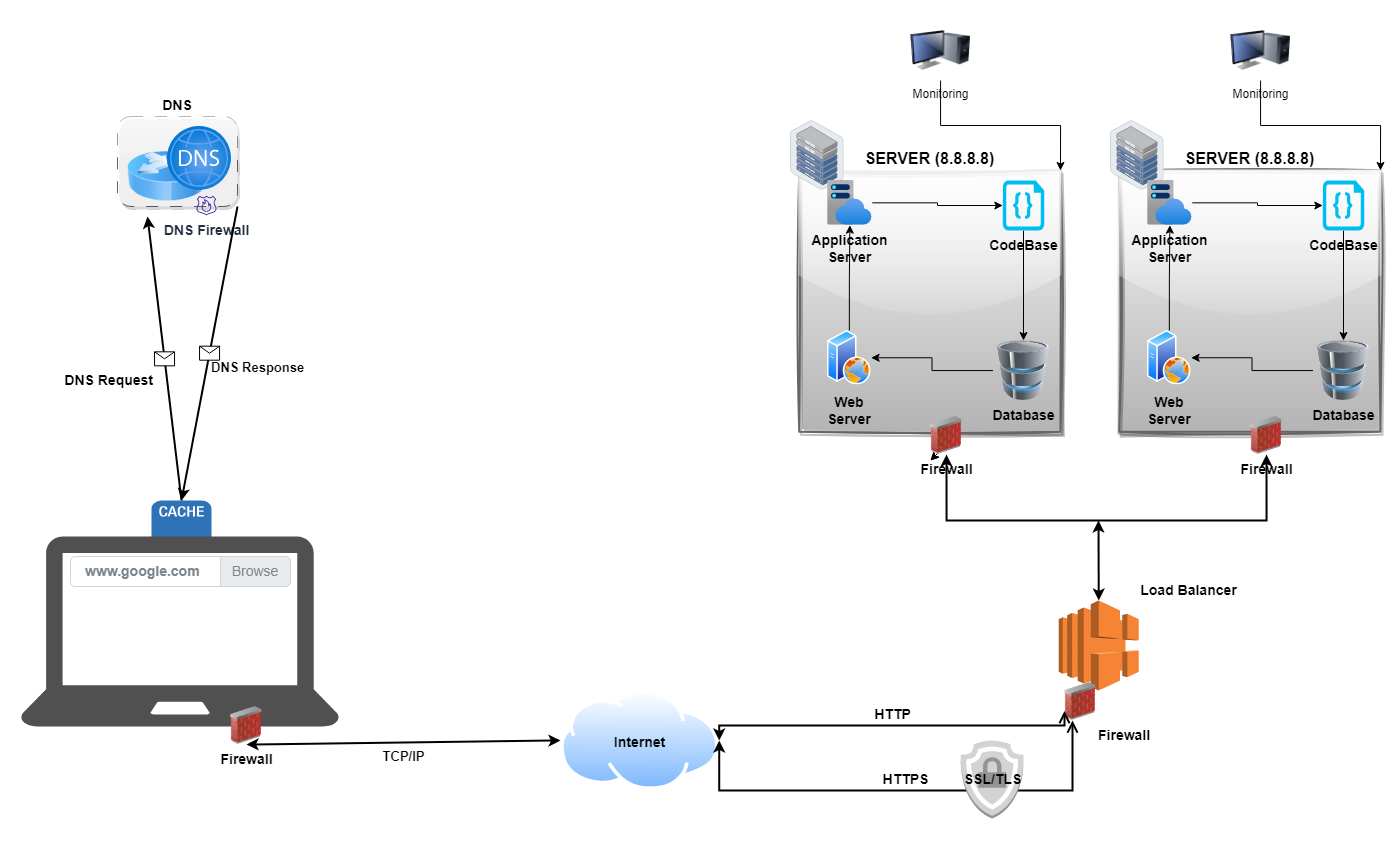 Monitoring
Monitoring
DNS
DNS
DNS Firewall
SERVER (8.8.8.8)
SERVER (8.8.8.8)
Application
Server
CodeBase
Application
Server
CodeBase
DNS Request
DNS Response
Web
Server
Database
Web
Server
Database
Firewall
Firewall
CACHE
www.google.com
Browse
Load Balancer
HTTP
Firewall
Internet
Firewall
TCP/IP
HTTPS
SSL/TLS